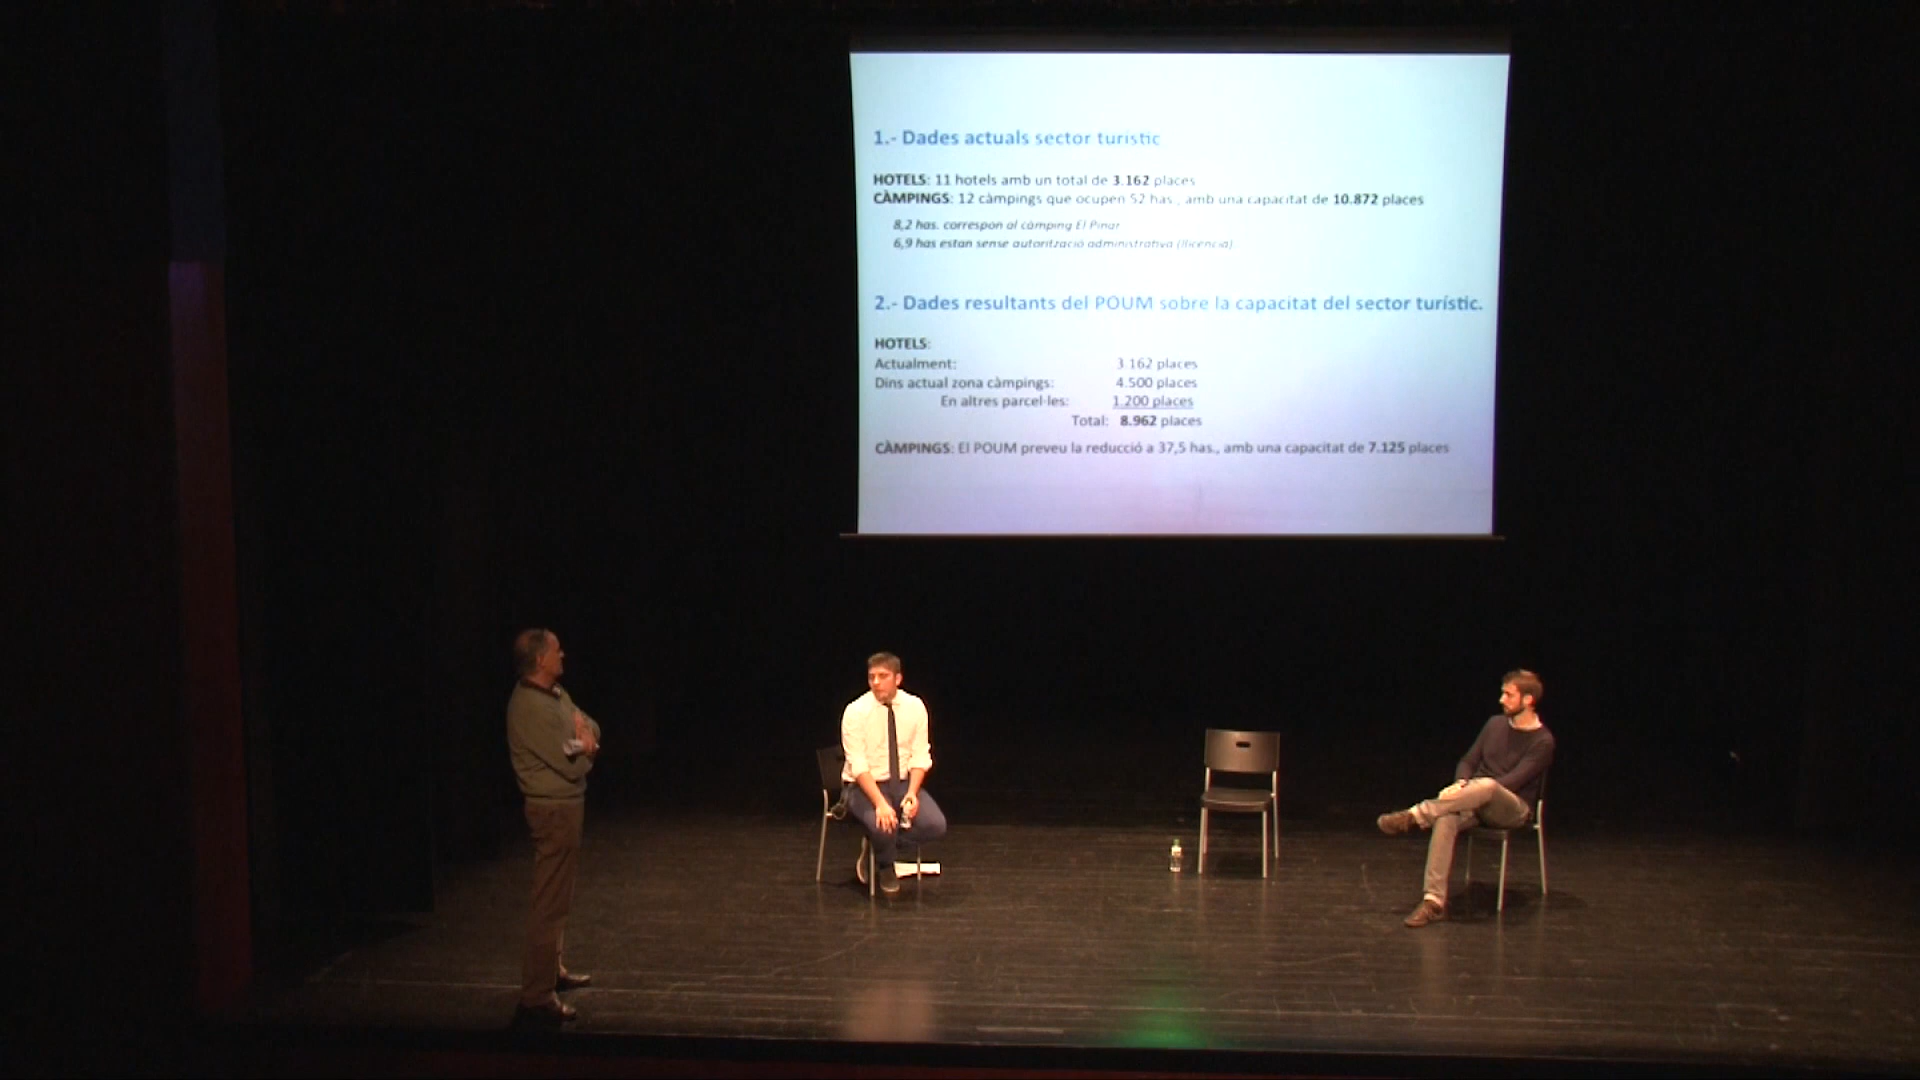 1.- Dades actuals sector turístic
HOTELS: 11 hotels amb un total de 3.162 places
CÀMPINGS: 12 càmpings que ocupen 52 has., amb una capacitat de 10.872 places
8,2 has. correspon al càmping El Pinar
6,9 has estan sense autorització administrativa (llicència)
2.- Dades resultants del POUM sobre la capacitat del sector turístic.
HOTELS:
Actualment: 3.162 places
Dins actual zona càmpings: 4.500 places
En altres parcel·les: 1.200 places
Total: 8.962 places
CÀMPINGS: El POUM preveu la reducció a 37,5 has., amb una capacitat de 7.125 places